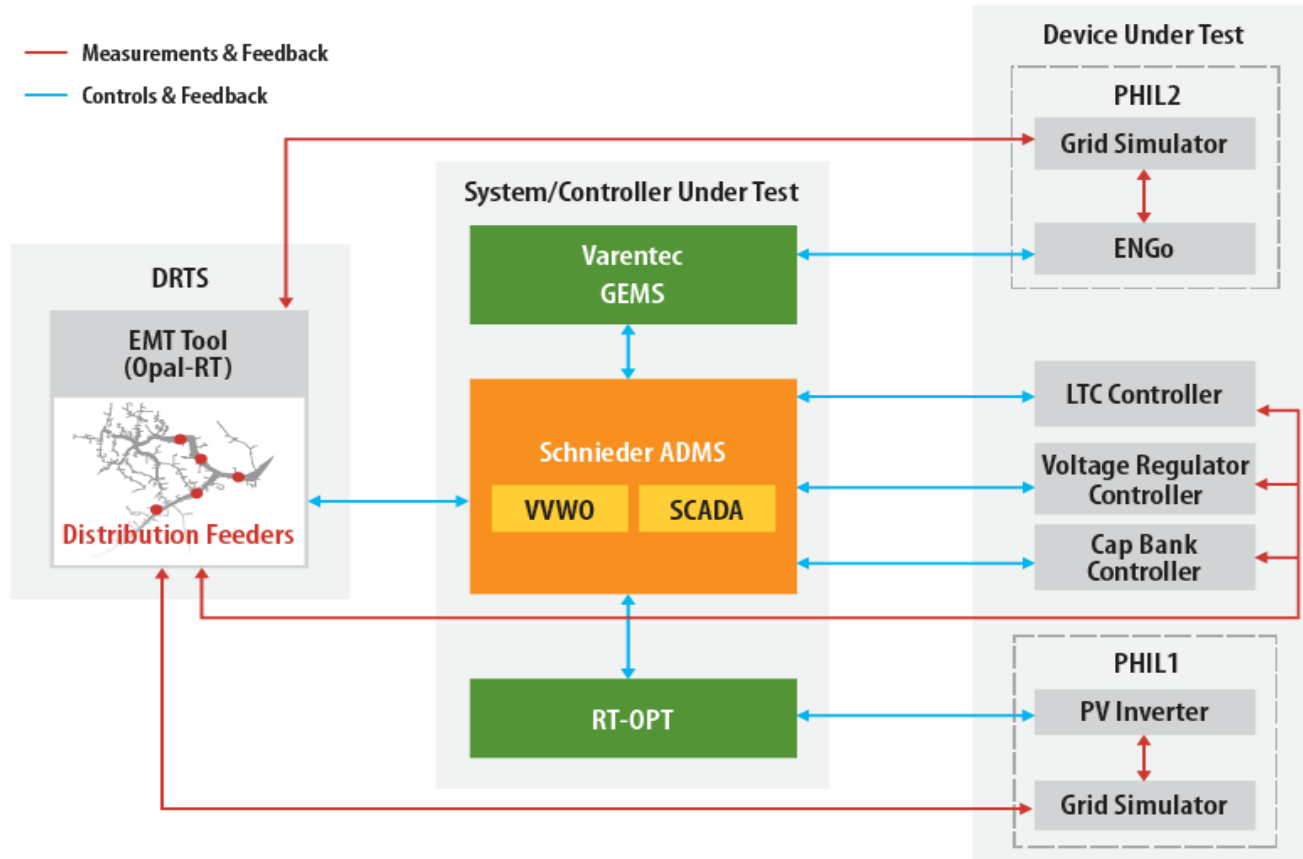 Measurements & Feedback
Controls & Feedback
Device Under Test
PHIL2
Grid Simulator
ENGo
System/Controller Under Test
Varentec
GEMS
DRTS
EMT Tool
(Opal-RT)
Distribution Feeders
Schnieder ADMS
VVWO
SCADA
LTC Controller
Voltage Regulator
Controller
Cap Bank
Controller
RT-OPT
PHIL1
PV Inverter
Grid Simulator